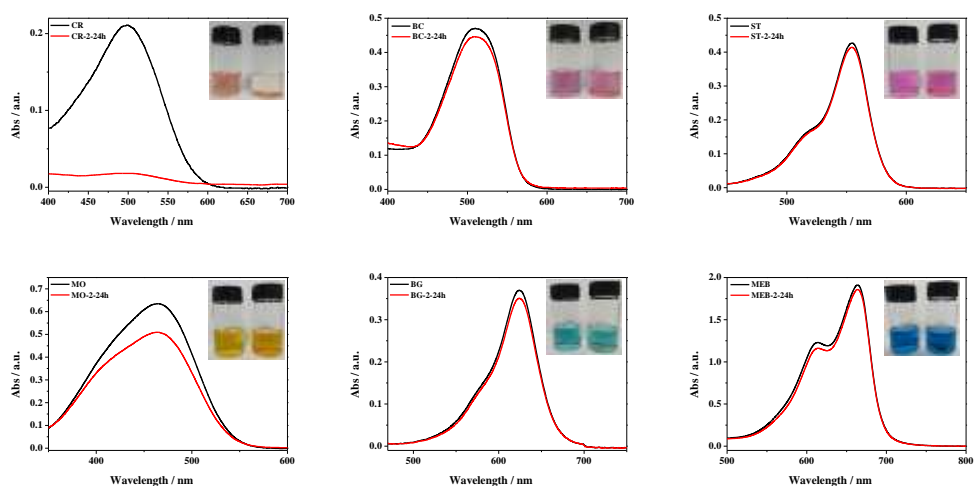 CR
CR-2-24h
0.2
0.1
0.0
Abs / a.u.
400 450 500 550 600 650 700
Wavelength / nm
BC
BC-2-24h
0.5
0.4
0.3
0.2
0.1
0.0
Abs / a.u.
400 500 600 700
Wavelength / nm
ST
ST-2-24h
0.5
0.4
0.3
0.2
0.1
0.0
Abs / a.u.
500 600
Wavelength / nm
MO
MO-2-24h
0.7
0.6
0.5
0.4
0.3
0.2
0.1
0.0
Abs / a.u.
400 500 600
Wavelength / nm
BG
BG-2-24h
0.4
0.3
0.2
0.1
0.0
Abs / a.u.
500 600 700
Wavelength / nm
MEB
MEB-2-24h
2.0
1.5
1.0
0.5
0.0
Abs / a.u.
500 600 700 800
Wavelength / nm